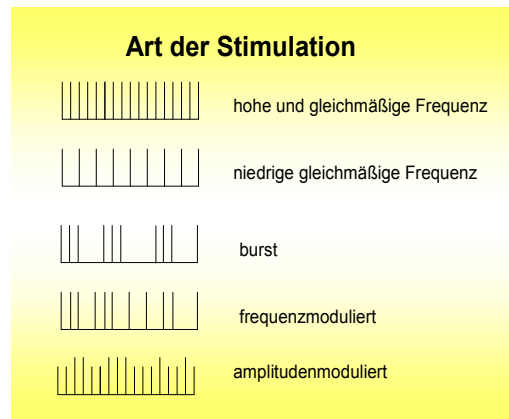 Art der Stimulation
hohe und gleichmäßige Frequenz
niedrige gleichmäßige Frequenz
burst
frequenzmoduliert
amplitudenmoduliert